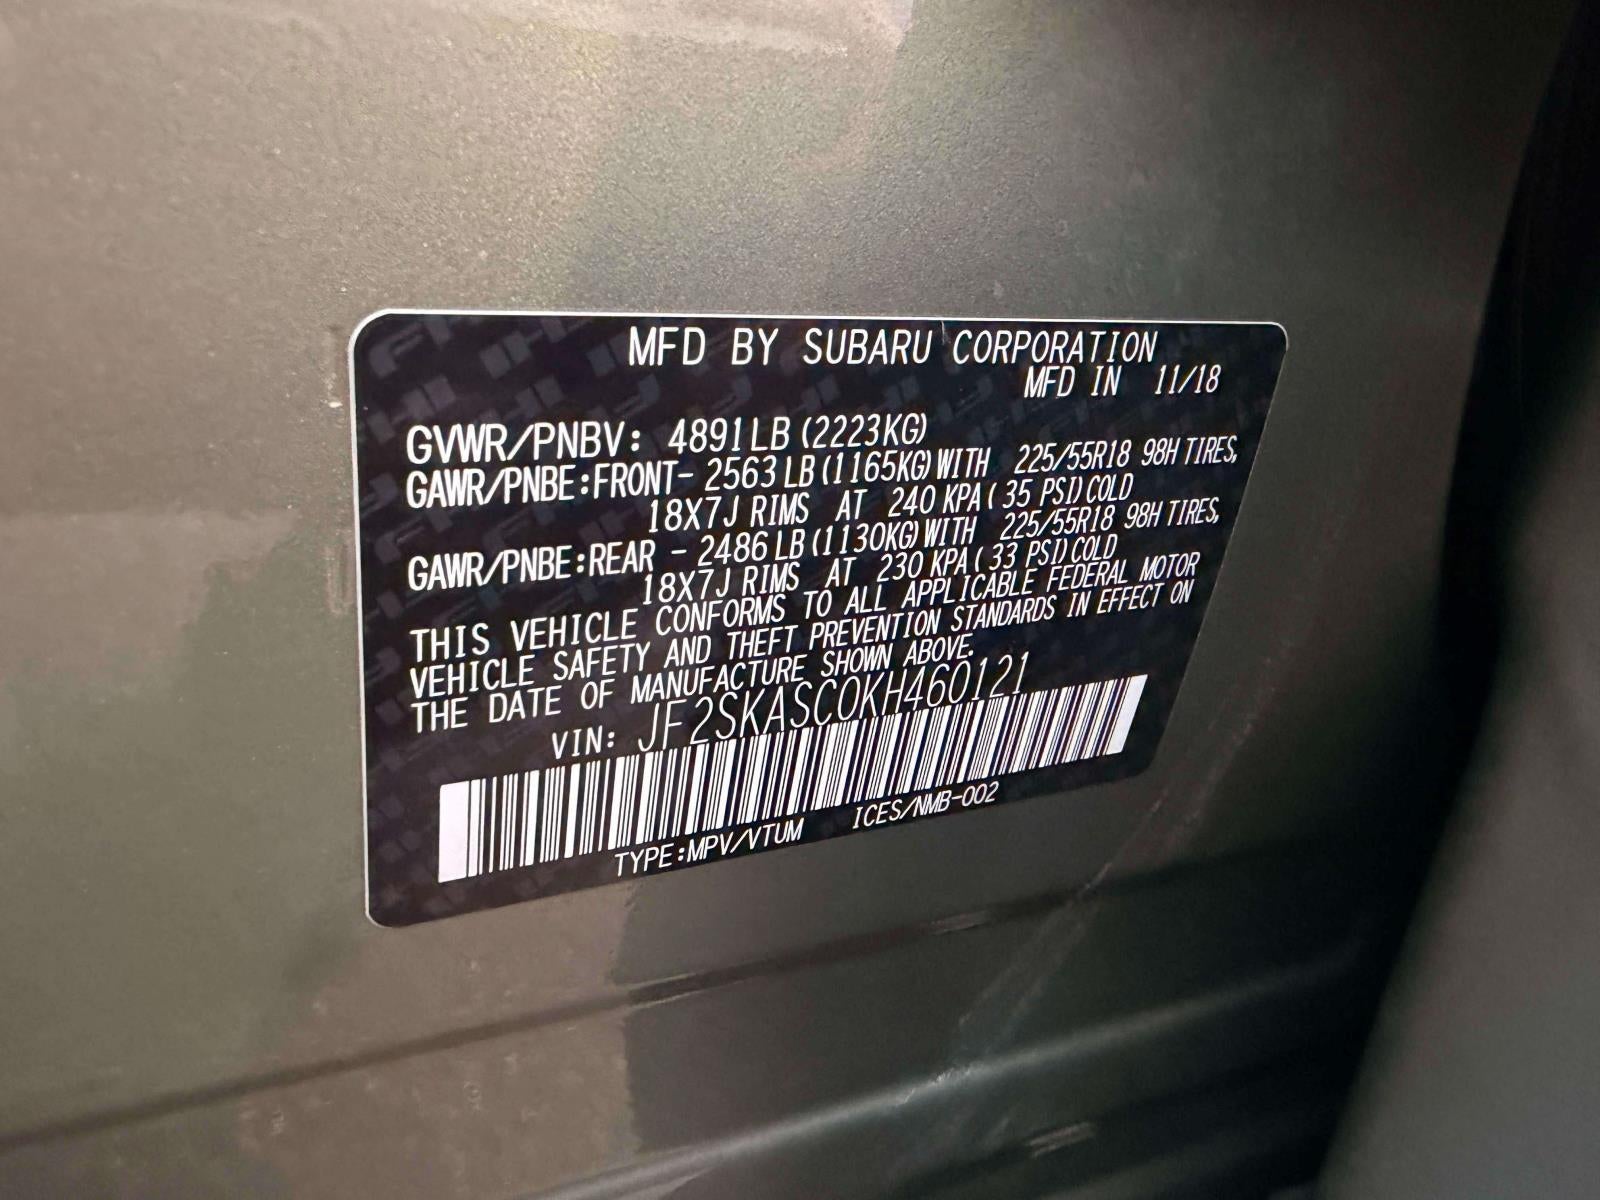 MFD BY SUBARU CORPORATION
MFD IN 11/18
GVWR/PNBV: 4891LB(2223KG)
GAWR/PNBE:FRONT- 2563LB(1165KG)WITH 225/55R18 98H TIRES,
18X7J RIMS AT 240 KPA( 35 PSI)COLD
GAWR/PNBE:REAR - 2486LB(1130KG)WITH 225/55R18 98H TIRES,
18X7J RIMS AT 230 KPA( 33 PSI)COLD
THIS VEHICLE CONFORMS TO ALL APPLICABLE FEDERAL MOTOR
VEHICLE SAFETY AND THEFT PREVENTION STANDARDS IN EFFECT ON
THE DATE OF MANUFACTURE SHOWN ABOVE.
VIN: JF2SKASC0KH460121
TYPE:MPV/VTUM ICES/NMB-002